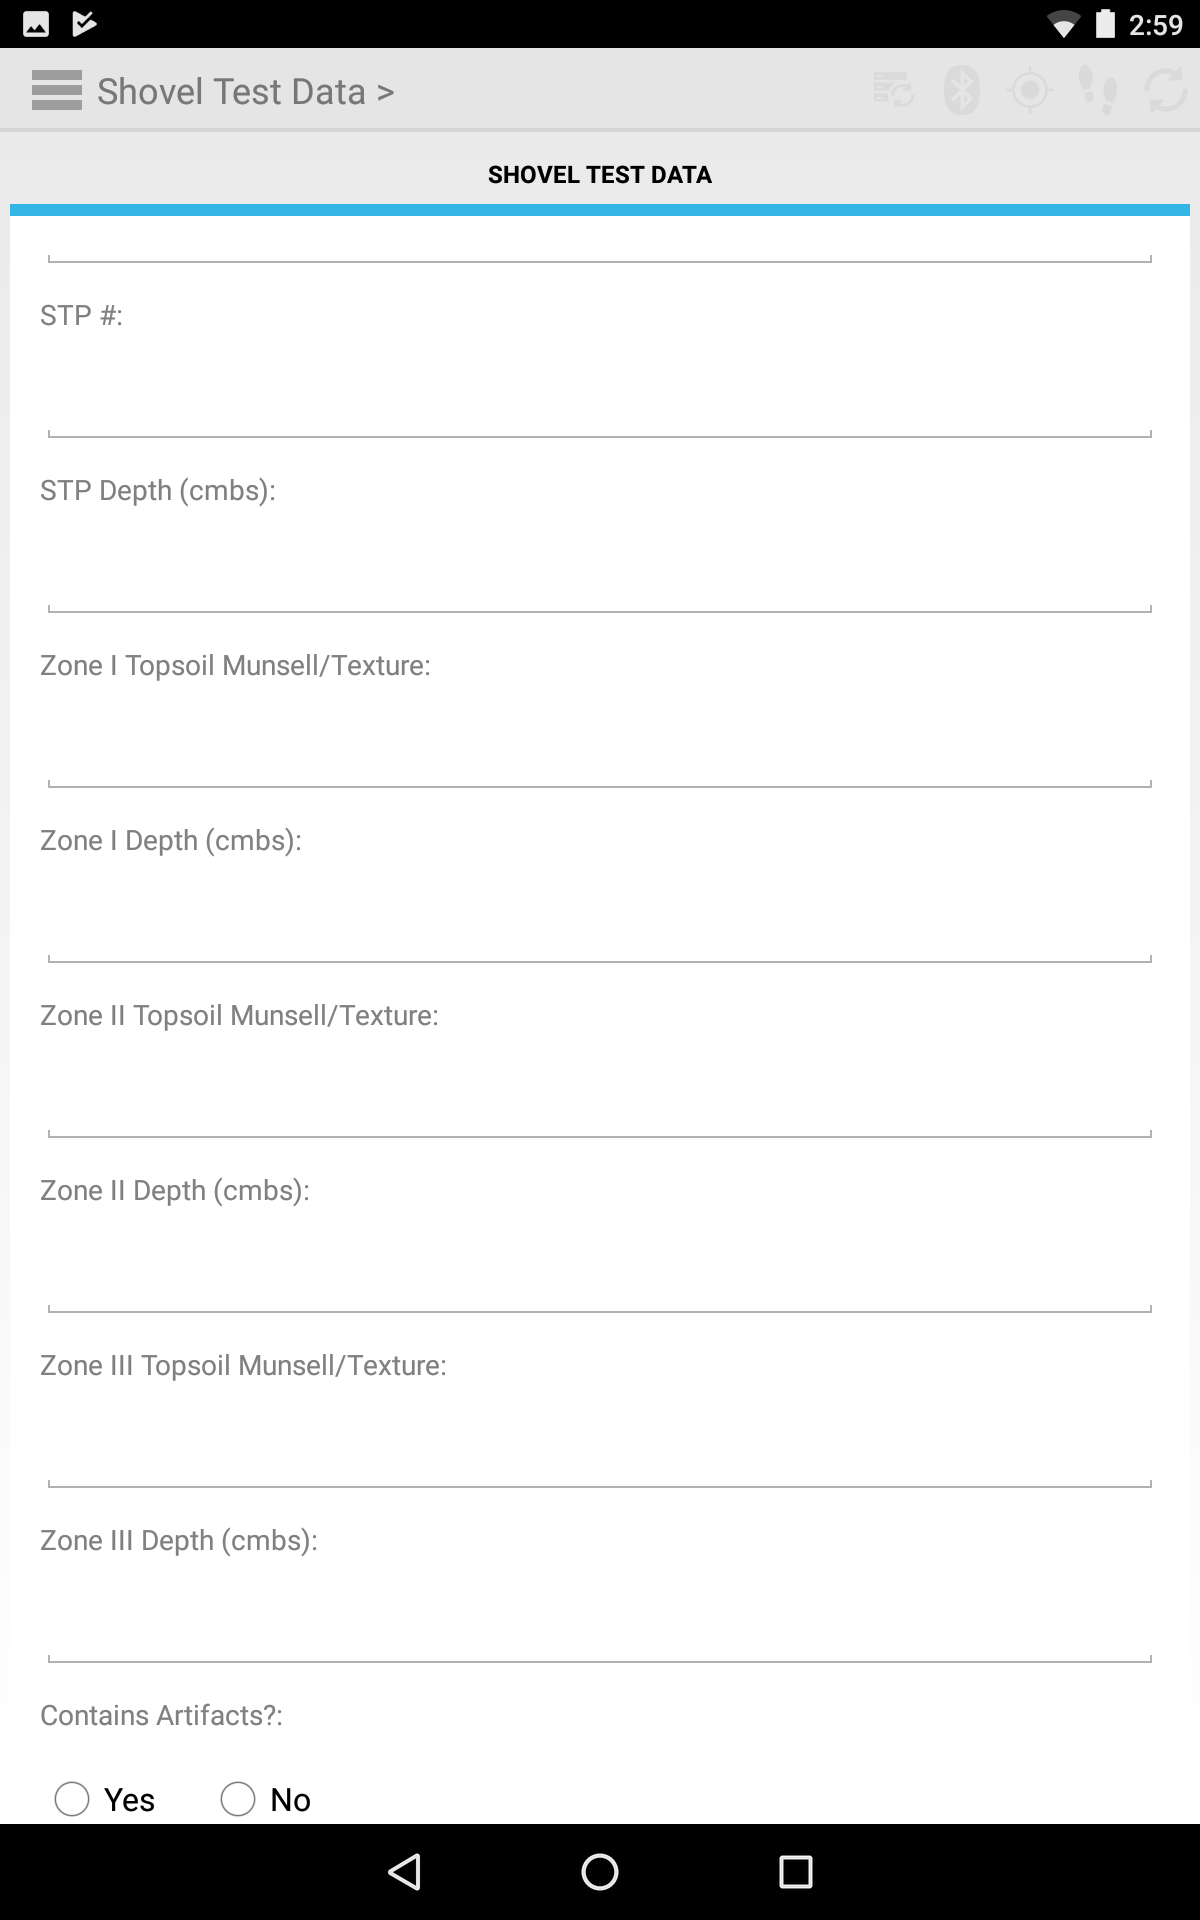 2:59
Shovel Test Data >
SHOVEL TEST DATA
STP #:
STP Depth (cmbs):
Zone I Topsoil Munsell/Texture:
Zone I Depth (cmbs):
Zone II Topsoil Munsell/Texture:
Zone II Depth (cmbs):
Zone III Topsoil Munsell/Texture:
Zone III Depth (cmbs):
Contains Artifacts?:
Yes No